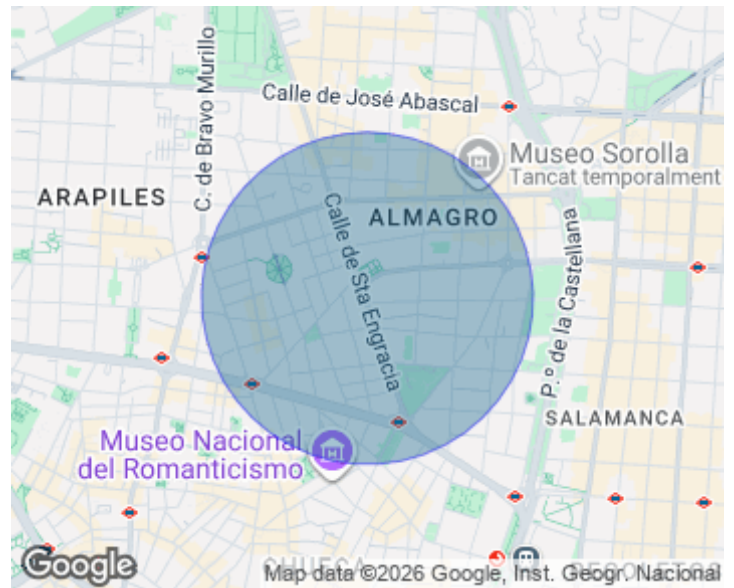 Calle de José Abascal
C. de Bravo Murillo
Museo Sorolla
Tancat temporalment
ARAPILES
ALMAGRO
Calle de Sta Engracia
P.º de la Castellana
SALAMANCA
Museo Nacional
del Romanticismo
CHUECA
Google
Map data ©2026 Google, Inst. Geogr. Nacional